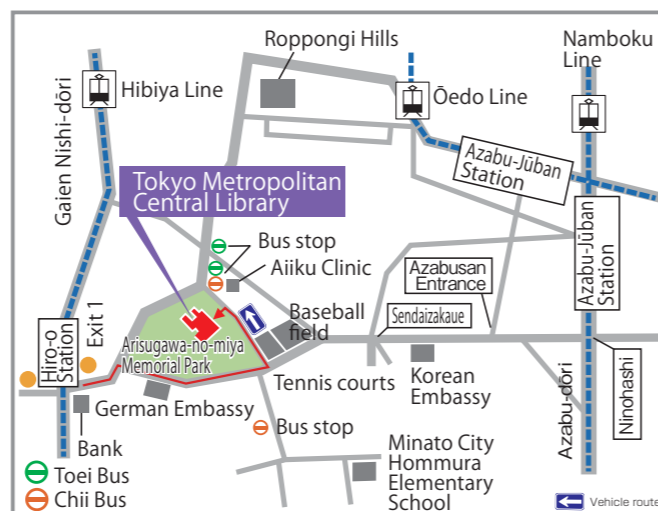 Roppongi Hills
Namboku
Line
Hibiya Line
Ōedo Line
Gaien Nishi-dōri
Azabu-Jūban
Station
Tokyo Metropolitan
Central Library
Bus stop
Aiiku Clinic
Azabu-Jūban
Station
Azabusan
Entrance
Baseball
field
Sendaizakaue
Hiro-o
Station
Exit 1
Arisugawa-no-miya
Memorial Park
Tennis courts
Korean
Embassy
German Embassy
Azabu-dōri
Ninohashi
Bank
Bus stop
Minato City
Hommura
Elementary
School
Toei Bus
Chii Bus
Vehicle route